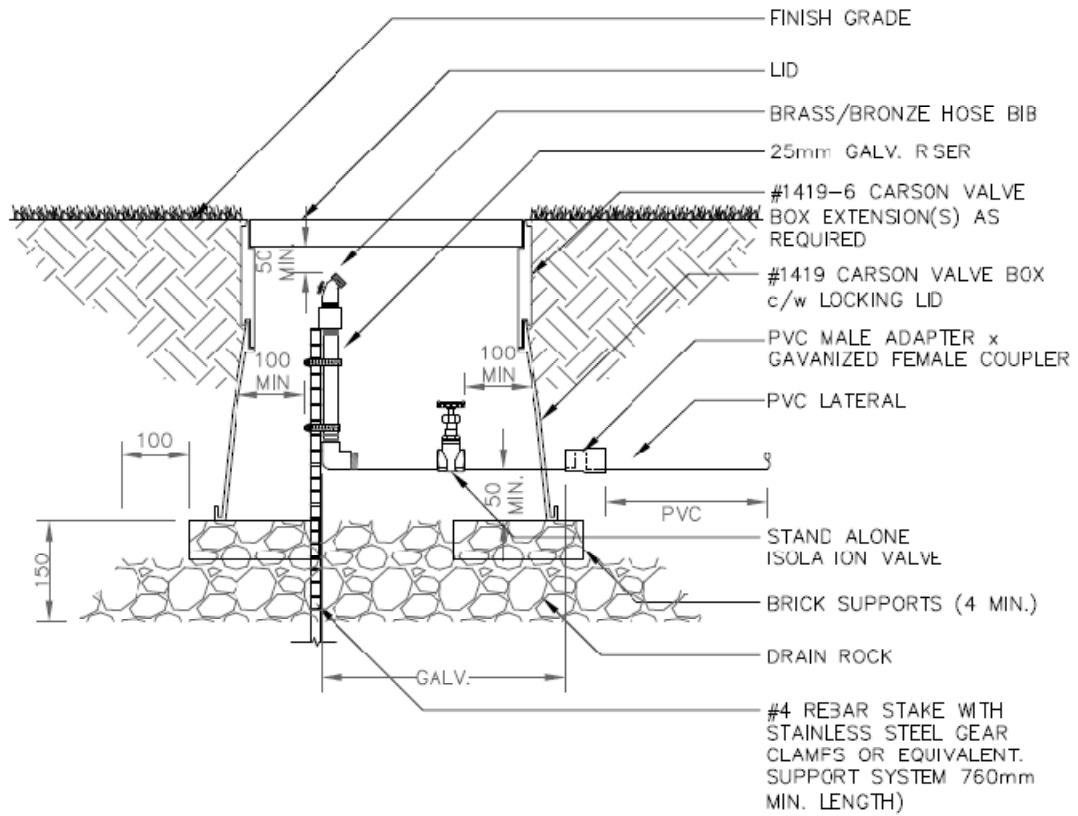 FINISH GRADE
LID
BRASS/BRONZE HOSE BIB
25mm GALV. R SER
#1419-6 CARSON VALVE
BOX EXTENSION(S) AS
REQUIRED
#1419 CARSON VALVE BOX
c/w LOCKING LID
PVC MALE ADAPTER x
GAVANIZED FEMALE COUPLER
PVC LATERAL
50
MIN.
100
MIN
100
MIN
100
50
MIN.
PVC
150
STAND ALONE
ISOLA ION VALVE
BRICK SUPPORTS (4 MIN.)
DRAIN ROCK
GALV.
#4 REBAR STAKE WITH
STAINLESS STEEL GEAR
CLAMPS OR EQUIVALENT.
SUPPORT SYSTEM 760mm
MIN. LENGTH)